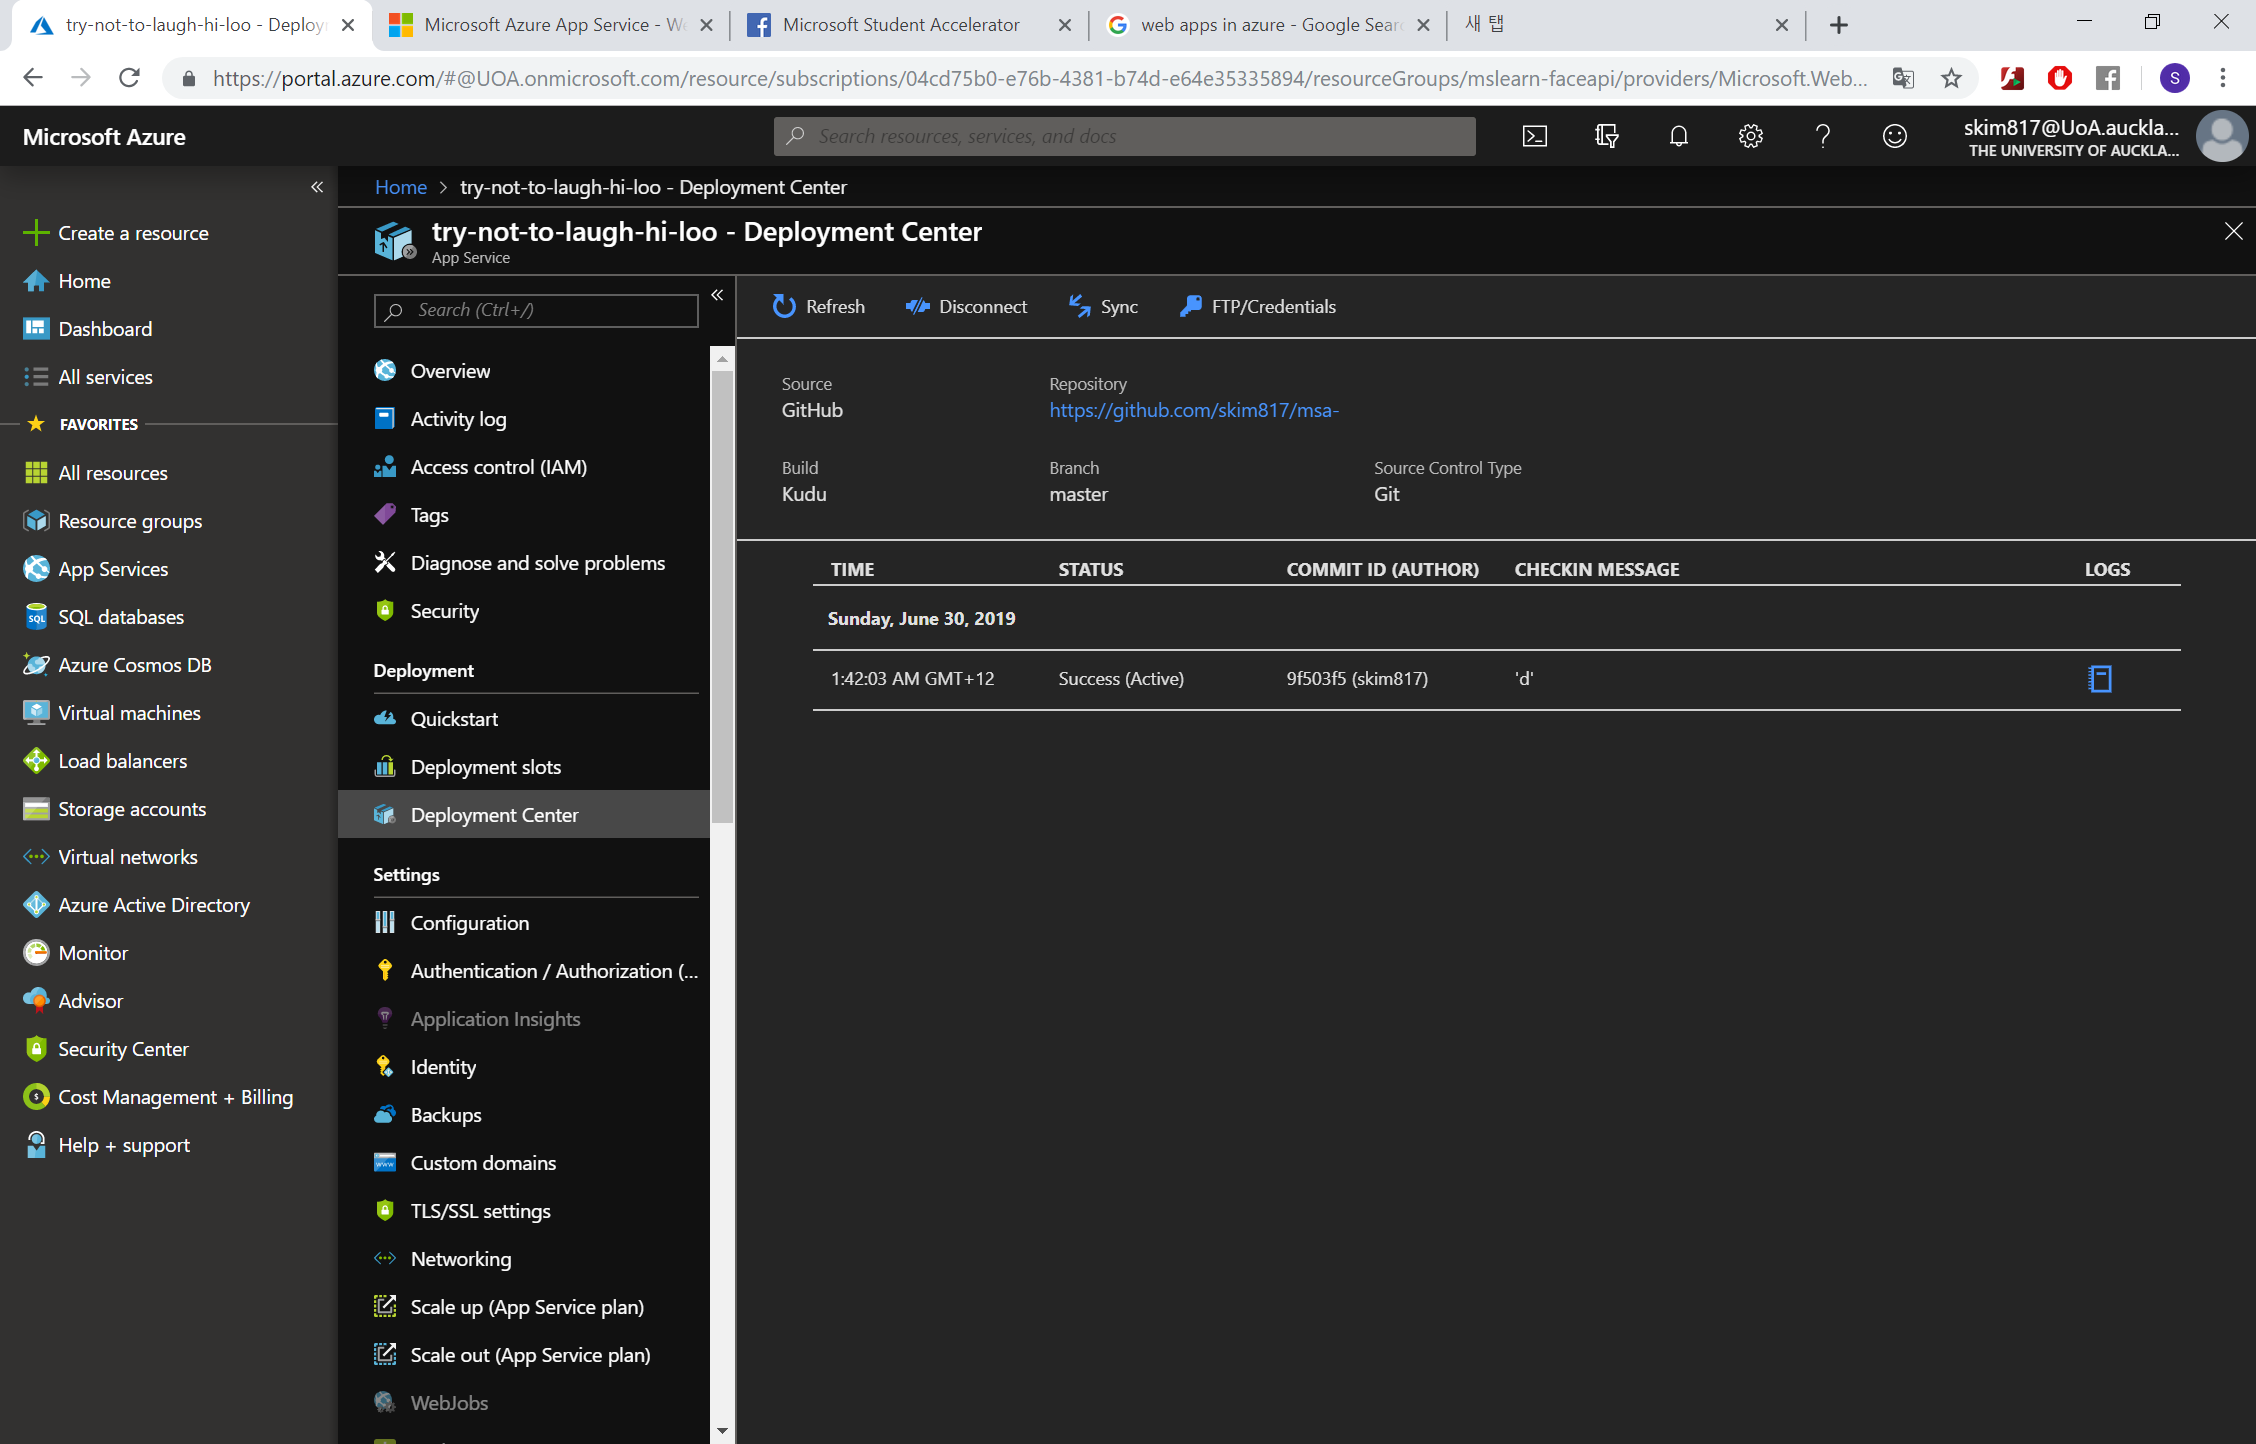 try-not-to-laugh-hi-loo - Deploy
Microsoft Azure App Service - We
Microsoft Student Accelerator
web apps in azure - Google Sear
새 탭
https://portal.azure.com/#@UOA.onmicrosoft.com/resource/subscriptions/04cd75b0-e76b-4381-b74d-e64e35335894/resourceGroups/mslearn-faceapi/providers/Microsoft.Web...
S
Microsoft Azure
Search resources, services, and docs
skim817@UoA.auckla...
THE UNIVERSITY OF AUCKLA...
Create a resource
Home
Dashboard
All services
FAVORITES
All resources
Resource groups
App Services
SQL databases
Azure Cosmos DB
Virtual machines
Load balancers
Storage accounts
Virtual networks
Azure Active Directory
Monitor
Advisor
Security Center
Cost Management + Billing
Help + support
Home > try-not-to-laugh-hi-loo - Deployment Center
try-not-to-laugh-hi-loo - Deployment Center
App Service
Search (Ctrl+/)
Overview
Activity log
Access control (IAM)
Tags
Diagnose and solve problems
Security
Deployment
Quickstart
Deployment slots
Deployment Center
Settings
Configuration
Authentication / Authorization (...
Application Insights
Identity
Backups
Custom domains
TLS/SSL settings
Networking
Scale up (App Service plan)
Scale out (App Service plan)
WebJobs
Refresh Disconnect Sync FTP/Credentials
Source Repository
GitHub https://github.com/skim817/msa-
Build Branch Source Control Type
Kudu master Git
TIME STATUS COMMIT ID (AUTHOR) CHECKIN MESSAGE LOGS
Sunday, June 30, 2019
1:42:03 AM GMT+12 Success (Active) 9f503f5 (skim817) 'd'